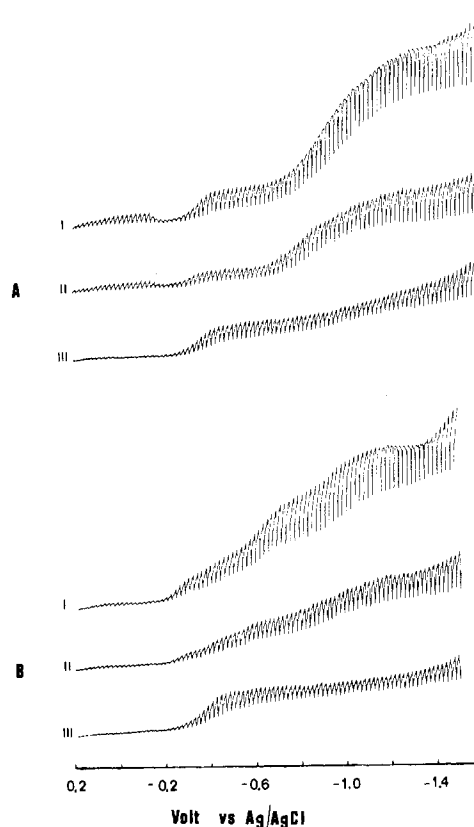 I
II
A
III
I
II
B
III
0,2 -0,2 -0,6 -1.0 -1,4
Volt vs Ag/AgCl